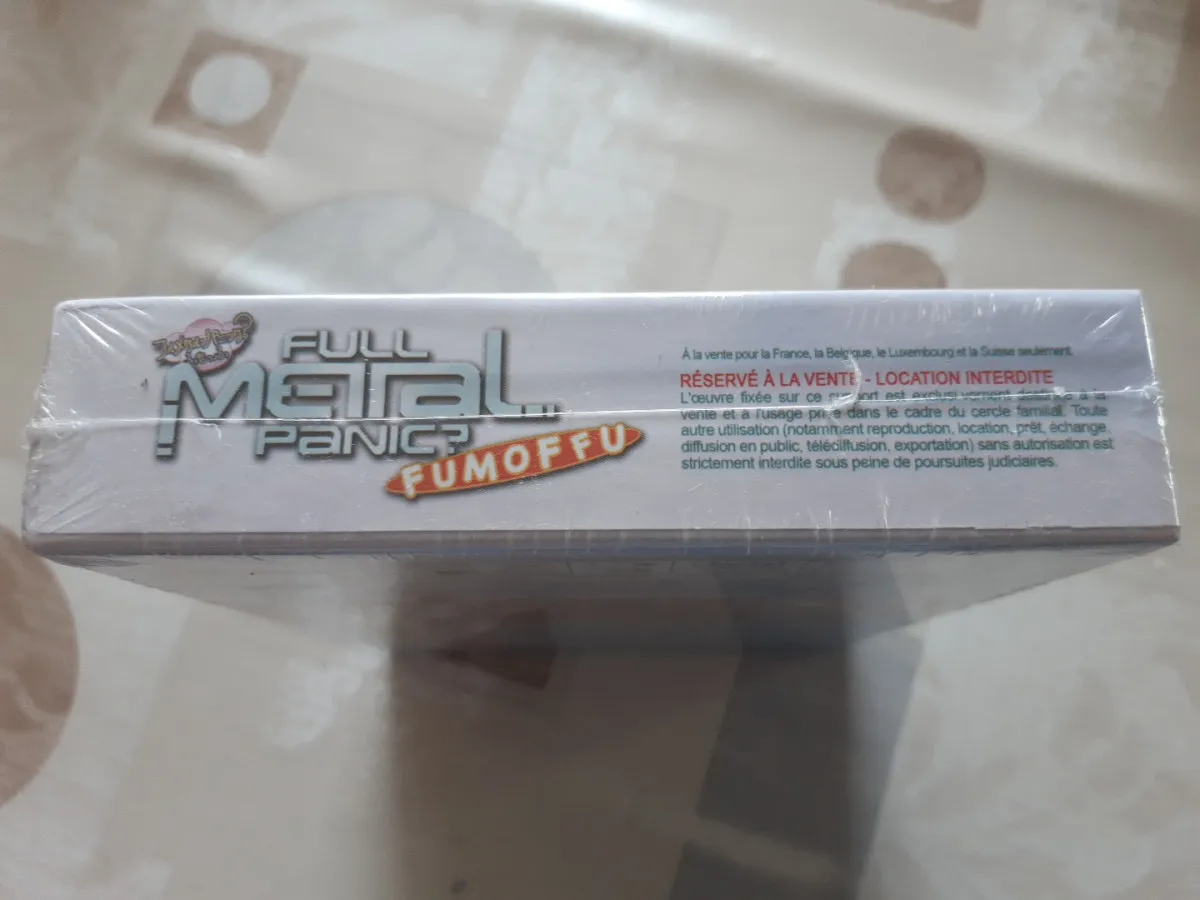 FULL
METAL
PANIC?
FUMOFFU
À la vente pour la France, la Belgique, le Luxembourg et la Suisse seulement.
RÉSERVÉ À LA VENTE - LOCATION INTERDITE
L'œuvre fixée sur ce support est exclusivement destinée à la
vente et à l'usage privé dans le cadre du cercle familial. Toute
autre utilisation (notamment reproduction, location, prêt, échange,
diffusion en public, télédiffusion, exportation) sans autorisation est
strictement interdite sous peine de poursuites judiciaires.